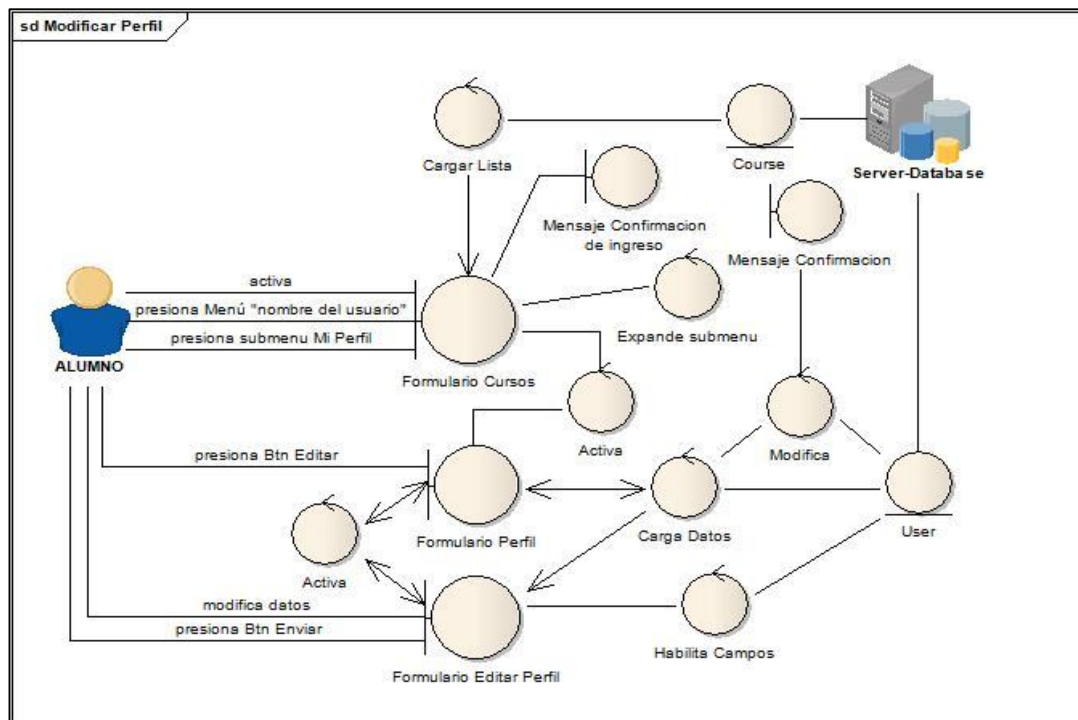 sd Modificar Perfil
Cargar Lista
Course
Server-Database
Mensaje Confirmacion
de ingreso
Mensaje Confirmacion
activa
presiona Menú "nombre del usuario"
presiona submenu Mi Perfil
ALUMNO
Expande submenu
Formulario Cursos
Activa
Modifica
presiona Btn Editar
Formulario Perfil
Carga Datos
User
Activa
modifica datos
presiona Btn Enviar
Habilita Campos
Formulario Editar Perfil